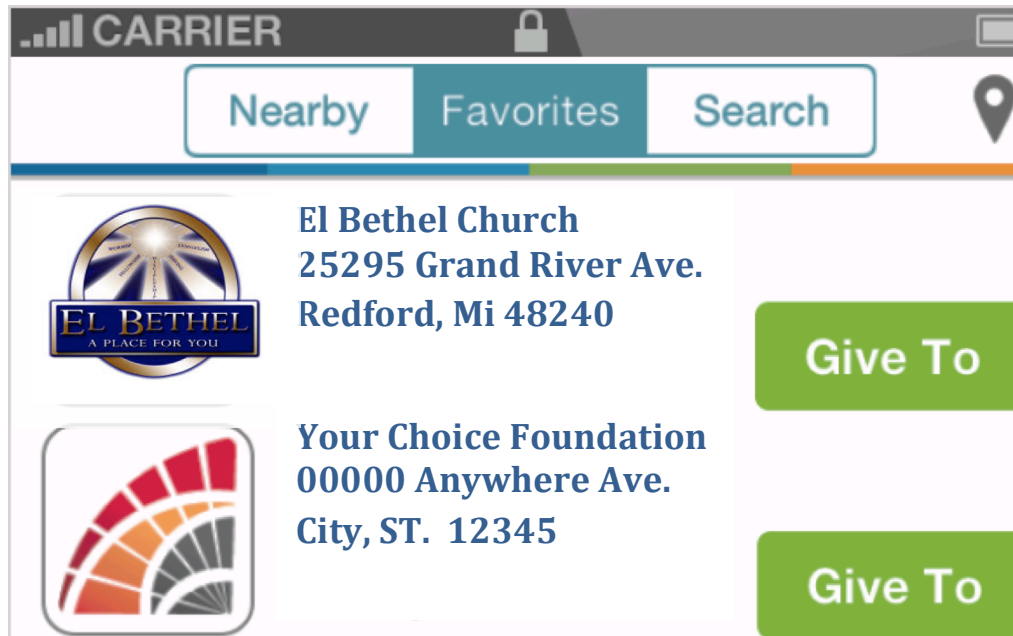 CARRIER
Nearby Favorites Search
El Bethel Church
25295 Grand River Ave.
Redford, Mi 48240
EL BETHEL
A PLACE FOR YOU
Give To
Your Choice Foundation
00000 Anywhere Ave.
City, ST. 12345
Give To